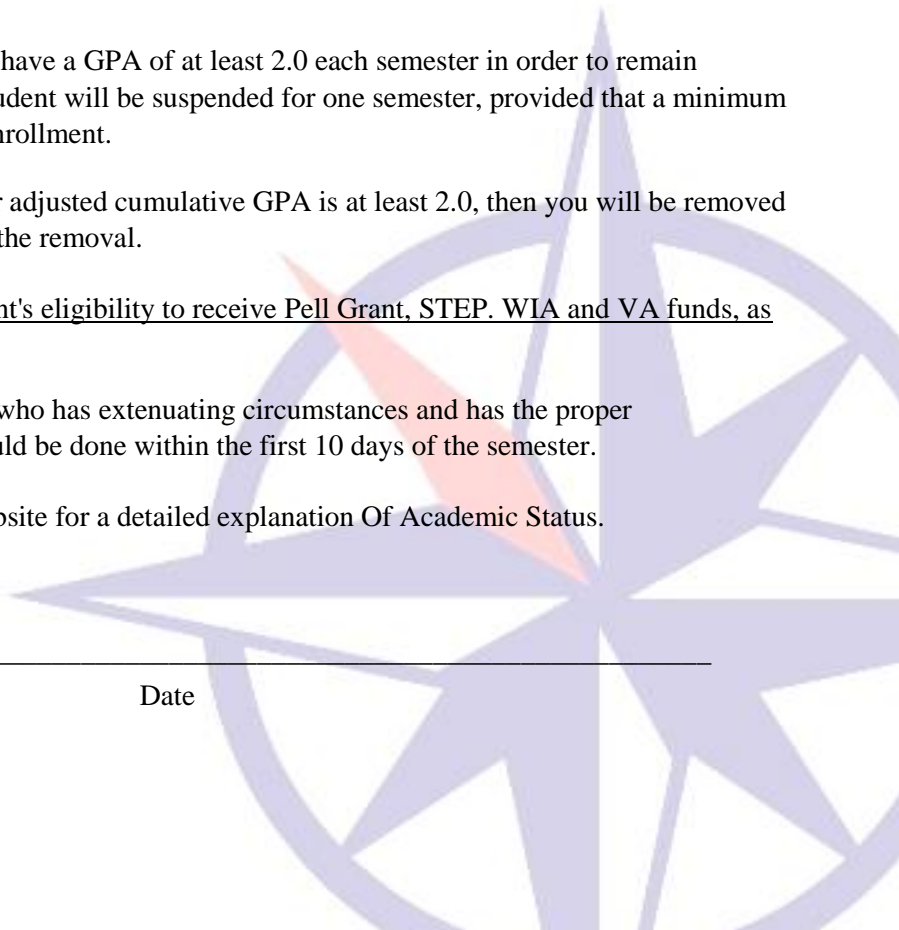 have a GPA of at least 2.0 each semester in order to remain
udent will be suspended for one semester, provided that a minimum
nrollment.
r adjusted cumulative GPA is at least 2.0, then you will be removed
the removal.
nt's eligibility to receive Pell Grant, STEP. WIA and VA funds, as
who has extenuating circumstances and has the proper
uld be done within the first 10 days of the semester.
osite for a detailed explanation Of Academic Status.
Date